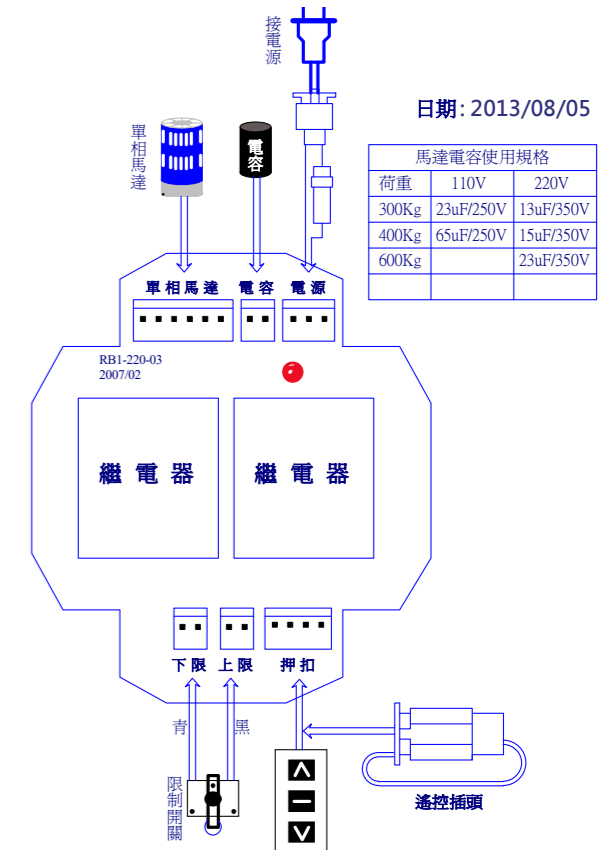 接電源
日期: 2013/08/05
單相馬達
電容
馬達電容使用規格
荷重 110V 220V
300Kg 23uF/250V 13uF/350V
400Kg 65uF/250V 15uF/350V
600Kg 23uF/350V
單相馬達 電容 電源
RB1-220-03
2007/02
繼電器 繼電器
下限 上限 押扣
青 黑
限制開關
遙控插頭